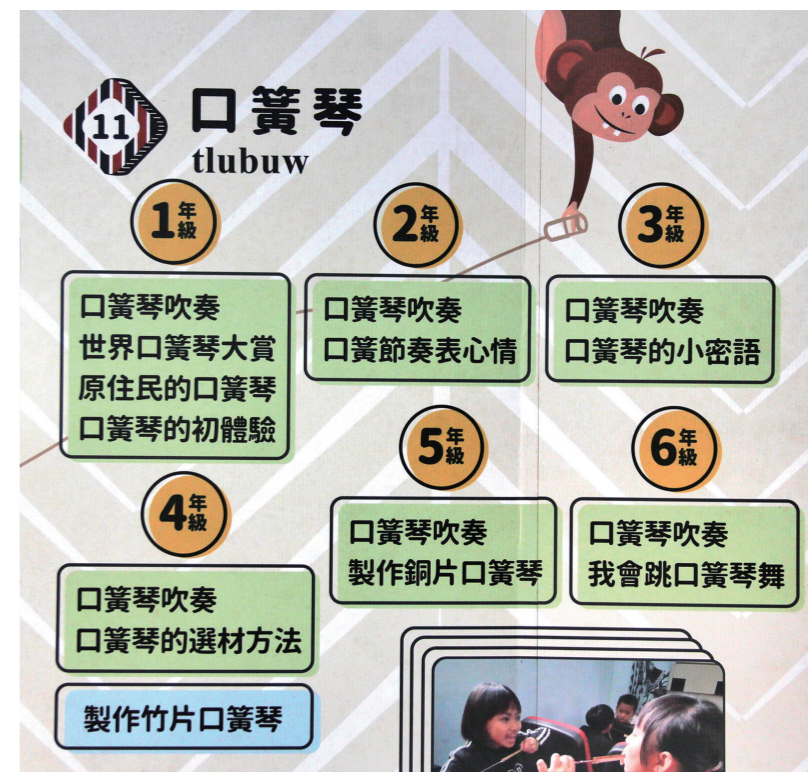 11
口簧琴
tlubuw
1年級
口簧琴吹奏
世界口簧琴大賞
原住民的口簧琴
口簧琴的初體驗
2年級
口簧琴吹奏
口簧節奏表心情
3年級
口簧琴吹奏
口簧琴的小密語
4年級
口簧琴吹奏
口簧琴的選材方法
製作竹片口簧琴
5年級
口簧琴吹奏
製作銅片口簧琴
6年級
口簧琴吹奏
我會跳口簧琴舞